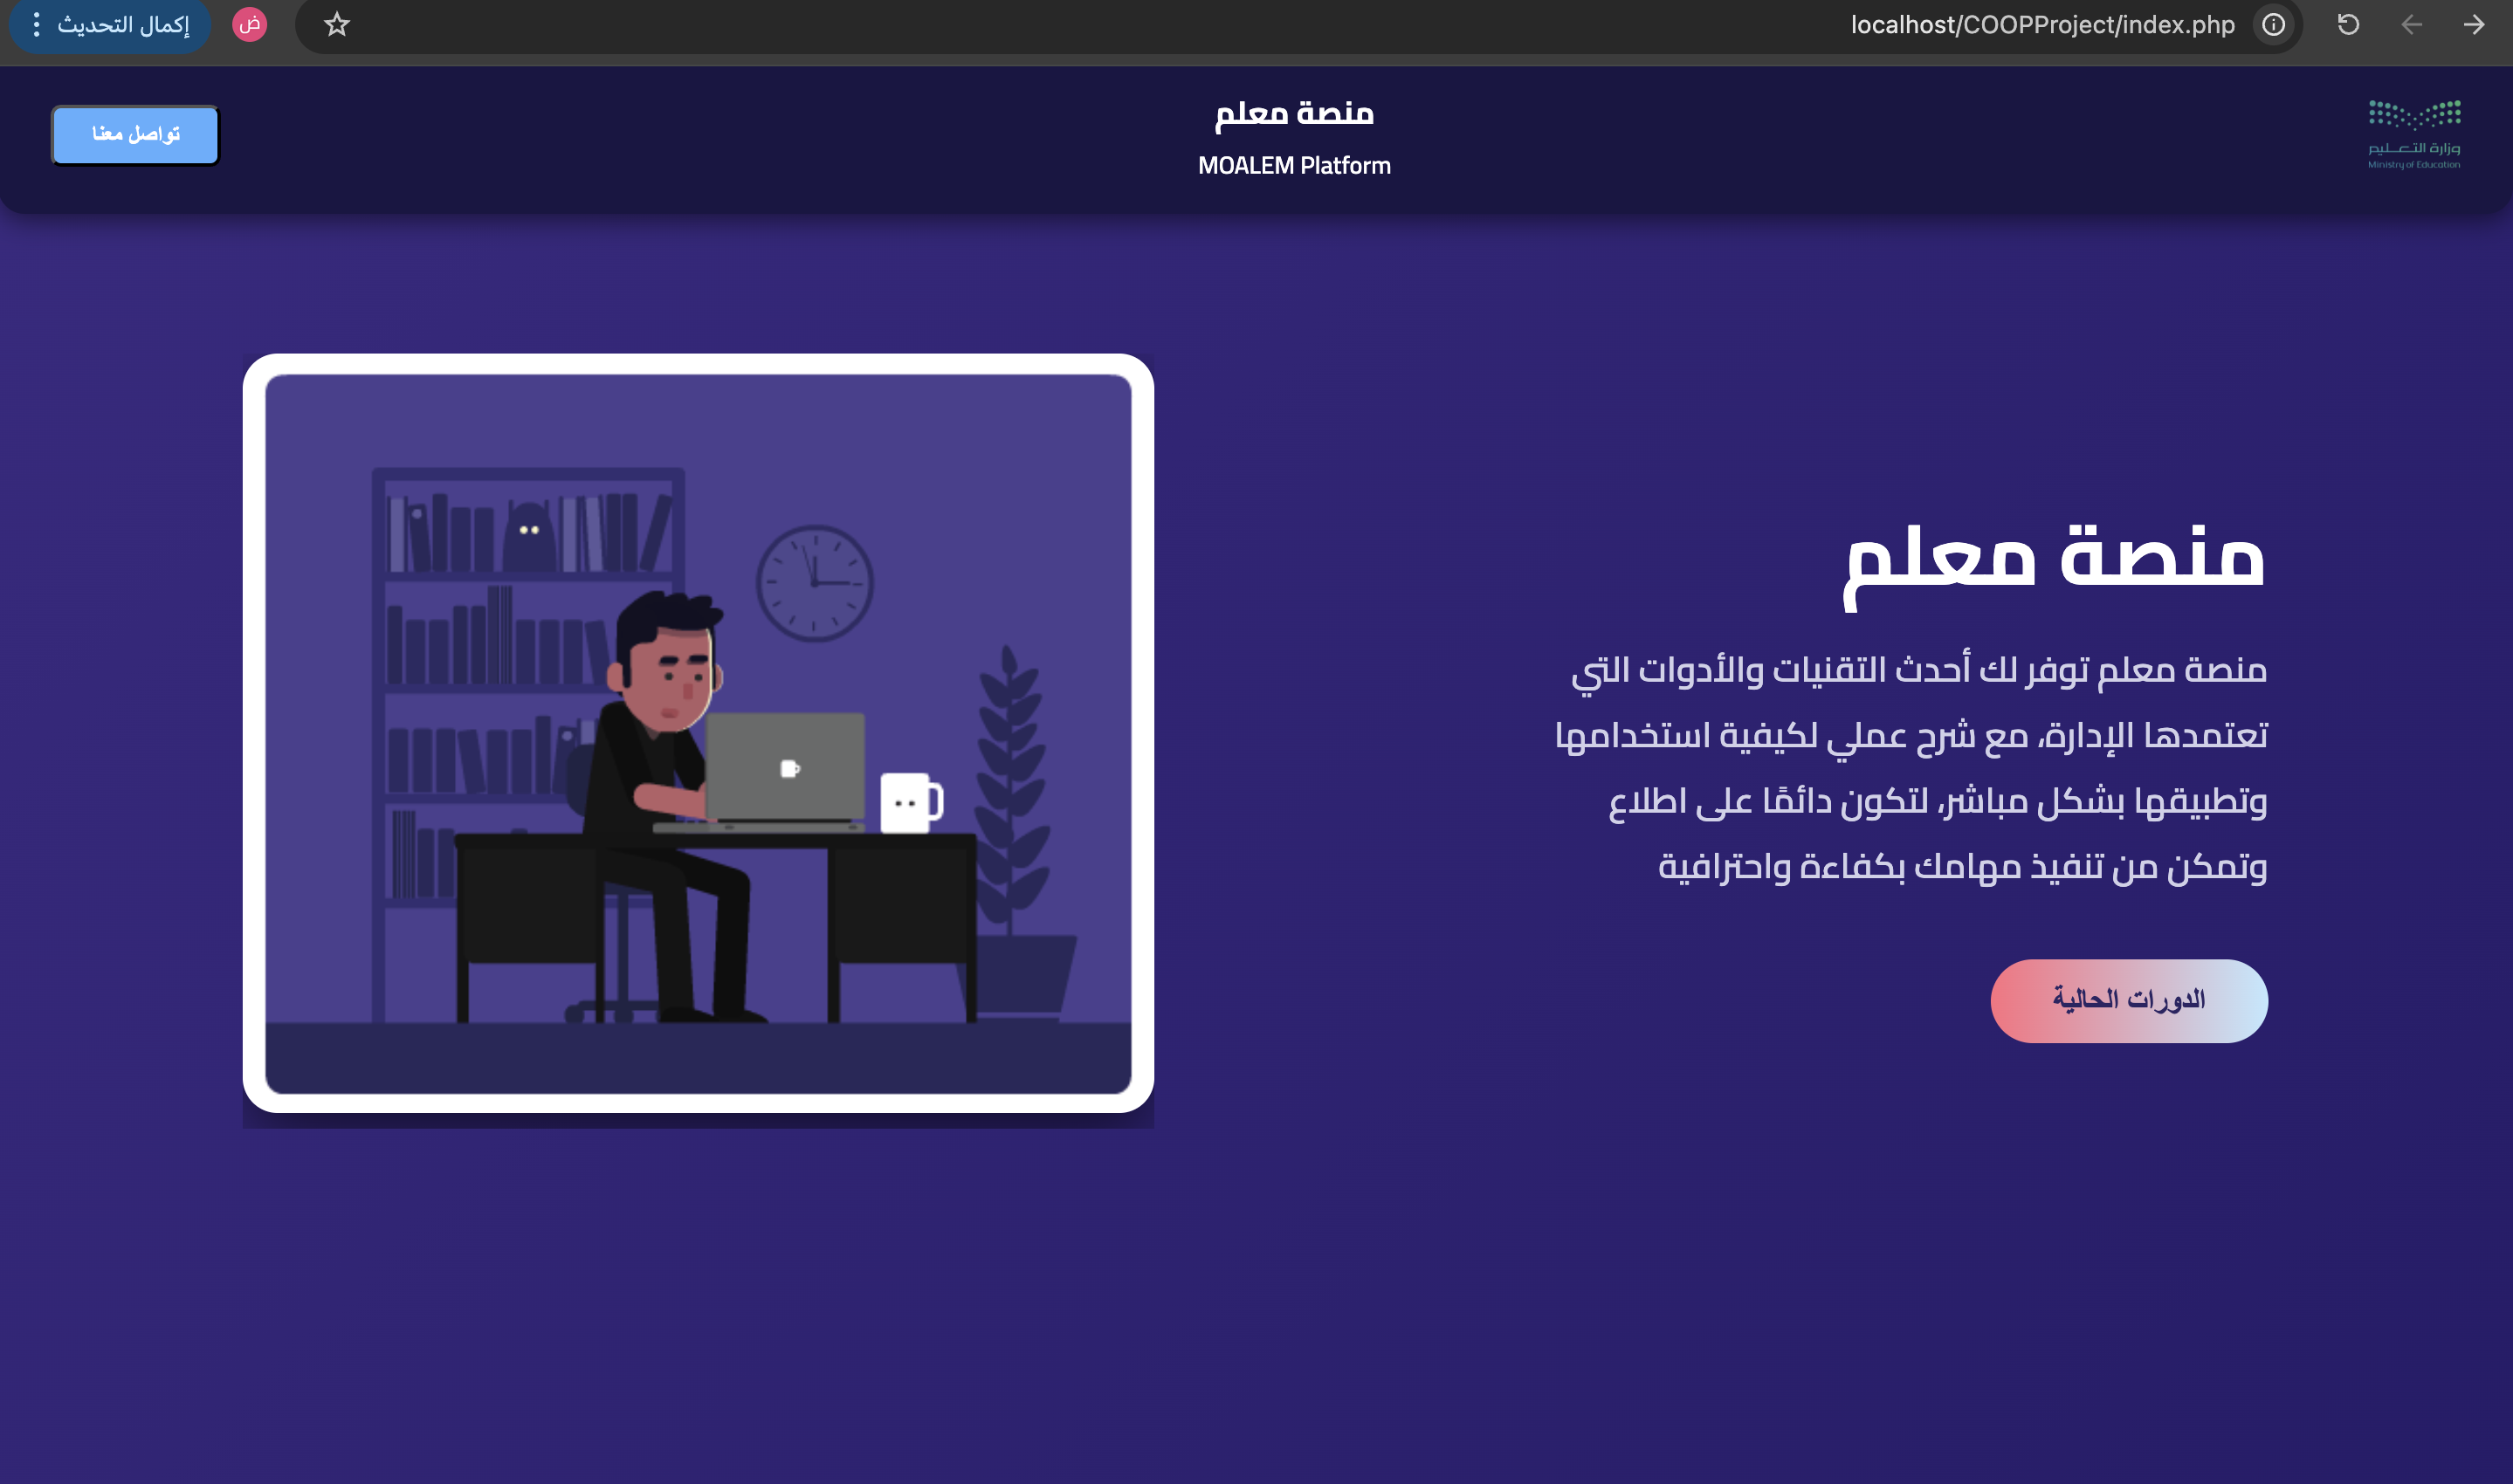 إكمال التحديث
ض
localhost/COOPProject/index.php
وزارة التـعـلـيم
Ministry of Education
منصة معلم
MOALEM Platform
تواصل معنا
منصة معلم
منصة معلم توفر لك أحدث التقنيات والأدوات التي
تعتمدها الإدارة، مع شرح عملي لكيفية استخدامها
وتطبيقها بشكل مباشر، لتكون دائمًا على اطلاع
وتمكن من تنفيذ مهامك بكفاءة واحترافية
الدورات الحالية